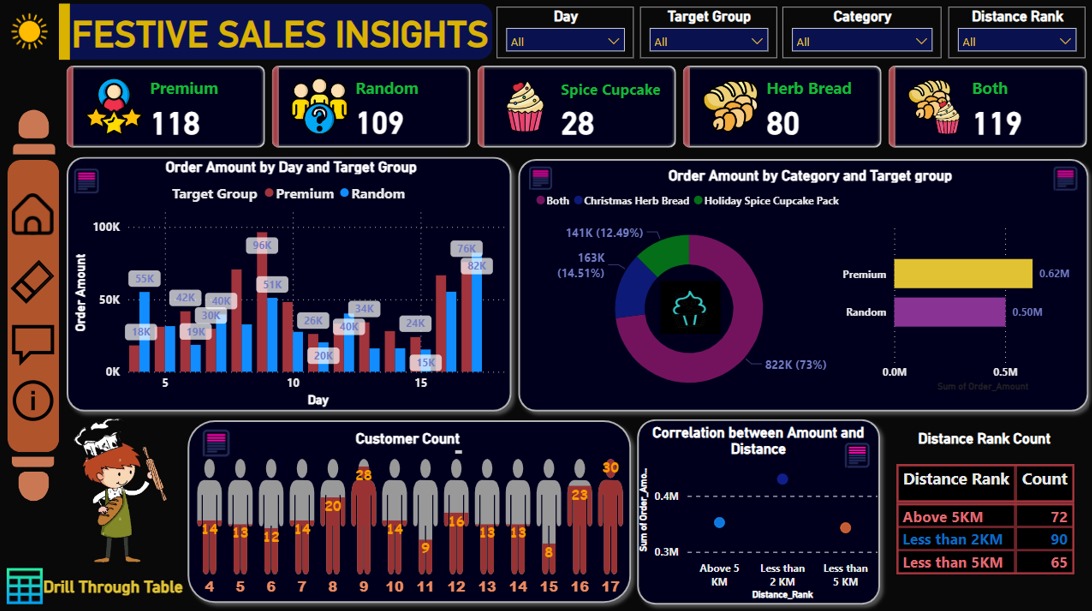 FESTIVE SALES INSIGHTS
Day
All
Target Group
All
Category
All
Distance Rank
All
Premium
118
Random
109
Spice Cupcake
28
Herb Bread
80
Both
119
Order Amount by Day and Target Group
Target Group Premium Random
Order Amount
100K
50K
0K
18K
55K
42K
19K
30K
40K
96K
51K
26K
20K
40K
34K
24K
15K
76K
82K
5
10
15
Day
Order Amount by Category and Target group
Both Christmas Herb Bread Holiday Spice Cupcake Pack
141K (12.49%)
163K
(14.51%)
822K (73%)
Premium
0.62M
Random
0.50M
0.0M
0.5M
Sum of Order_Amount
Customer Count
14
13
12
14
20
28
14
9
16
13
13
8
23
30
4 5 6 7 8 9 10 11 12 13 14 15 16 17
Correlation between Amount and
Distance
Sum of Order_Amo...
0.4M
0.3M
Above 5
KM
Less than
2 KM
Less than
5 KM
Distance_Rank
Distance Rank Count
Distance Rank Count
Above 5KM 72
Less than 2KM 90
Less than 5KM 65
Drill Through Table